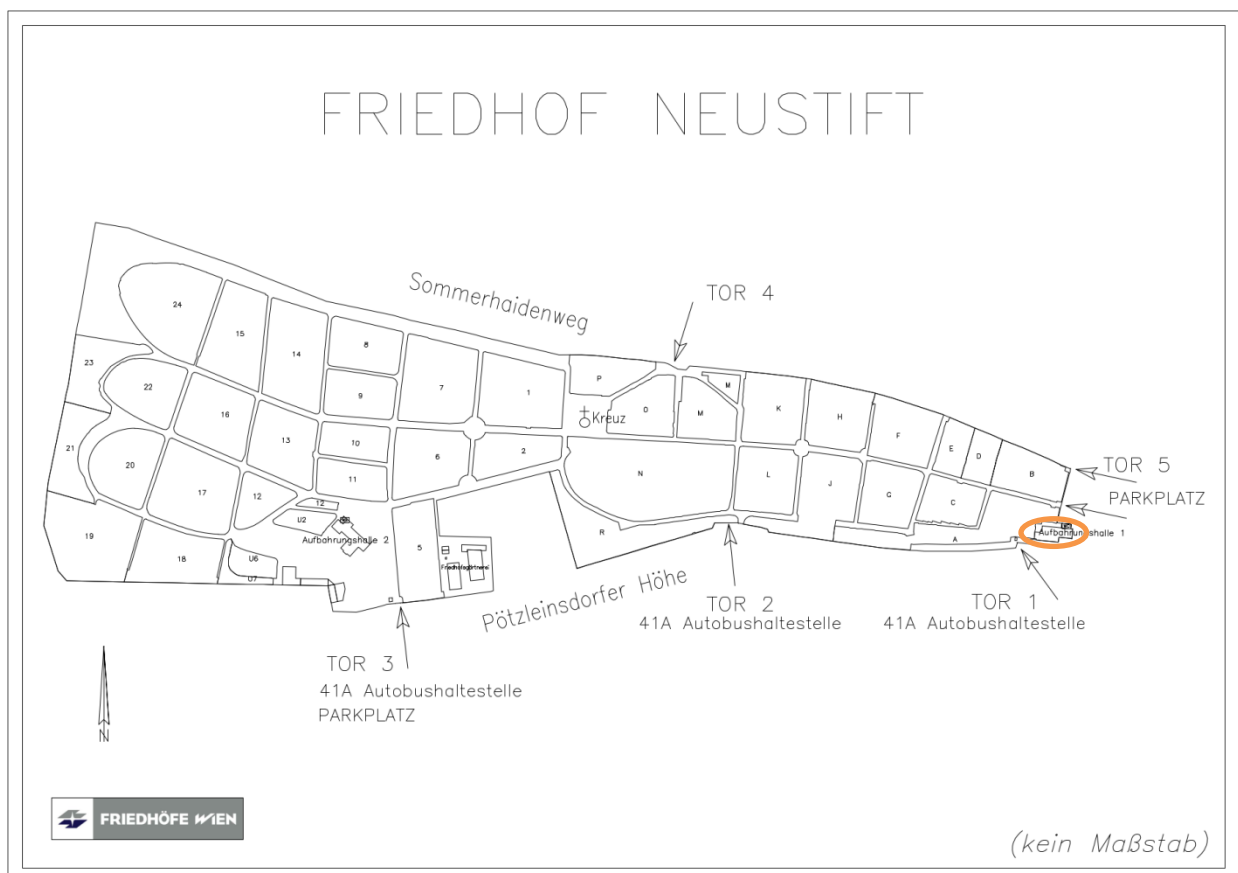 FRIEDHOF NEUSTIFT
Sommerhaidenweg
TOR 4
24
15
14
8
23
7
22
9
1
P
Kreuz
O
M
M
K
H
F
E
D
B
TOR 5
PARKPLATZ
16
13
10
6
2
21
20
17
12
11
12
U2
N
L
J
G
C
A
Aufbahrungshalle 1
Aufbahrungshalle 2
5
Friedhofsgärtnerei
R
19
18
U6
U7
Pötzleinsdorfer Höhe
TOR 2
41A Autobushaltestelle
TOR 1
41A Autobushaltestelle
TOR 3
41A Autobushaltestelle
PARKPLATZ
N
FRIEDHÖFE WIEN
(kein Maßstab)